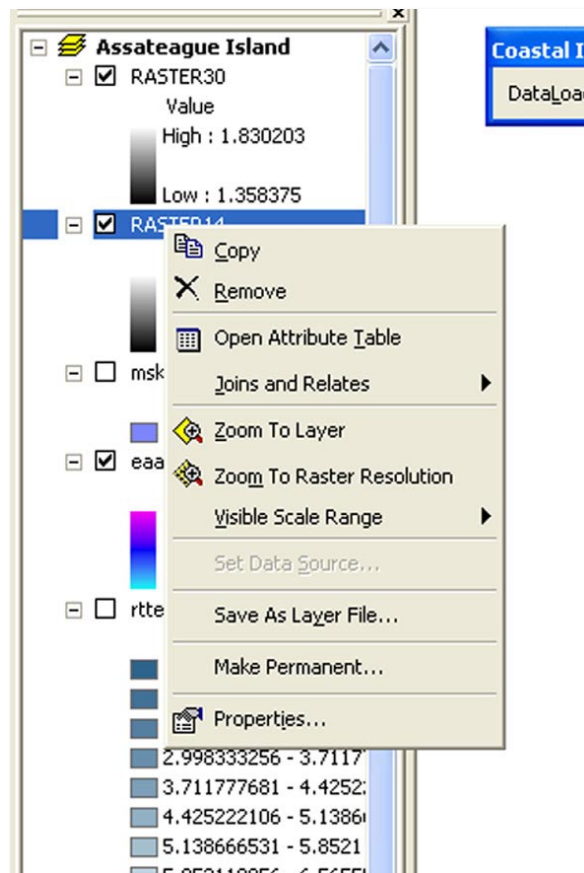 Assateague Island
Coastal I
RASTER30
DataLoa
Value
High : 1.830203
Low : 1.358375
RASTER14
Copy
Remove
Open Attribute Table
Joins and Relates
msk
Zoom To Layer
eaa
Zoom To Raster Resolution
Visible Scale Range
Set Data Source...
rtte
Save As Layer File...
Make Permanent...
Properties...
2.998333256 - 3.7117
3.711777681 - 4.4252
4.425222106 - 5.1386
5.138666531 - 5.8521